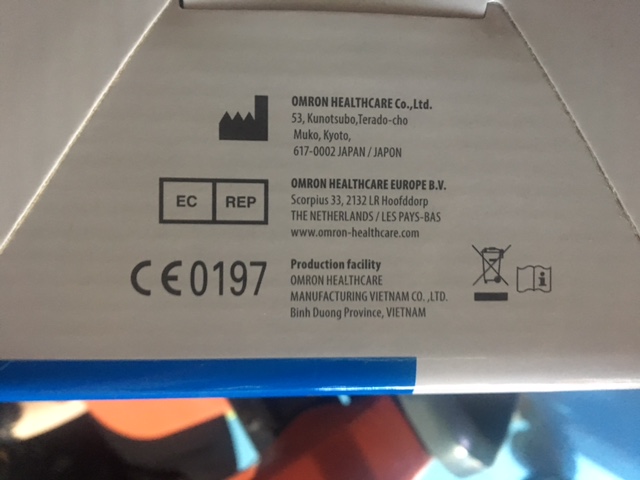 OMRON HEALTHCARE Co.,Ltd.
53, Kunotsubo,Terado-cho
Muko, Kyoto,
617-0002 JAPAN / JAPON
EC REP
OMRON HEALTHCARE EUROPE B.V.
Scorpius 33, 2132 LR Hoofddorp
THE NETHERLANDS / LES PAYS-BAS
www.omron-healthcare.com
CE0197
Production facility
OMRON HEALTHCARE
MANUFACTURING VIETNAM CO. ,LTD.
Binh Duong Province, VIETNAM